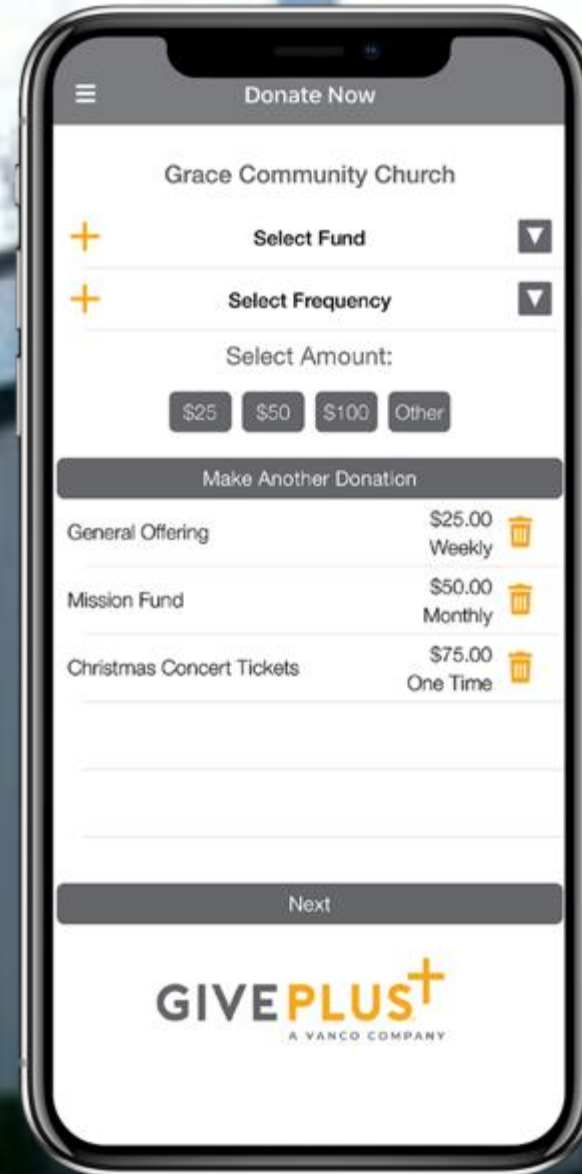 Donate Now
Grace Community Church
Select Fund
Select Frequency
Select Amount:
$25 $50 $100 Other
Make Another Donation
General Offering $25.00
Weekly
Mission Fund $50.00
Monthly
Christmas Concert Tickets $75.00
One Time
Next
GIVEPLUS+
A VANCO COMPANY